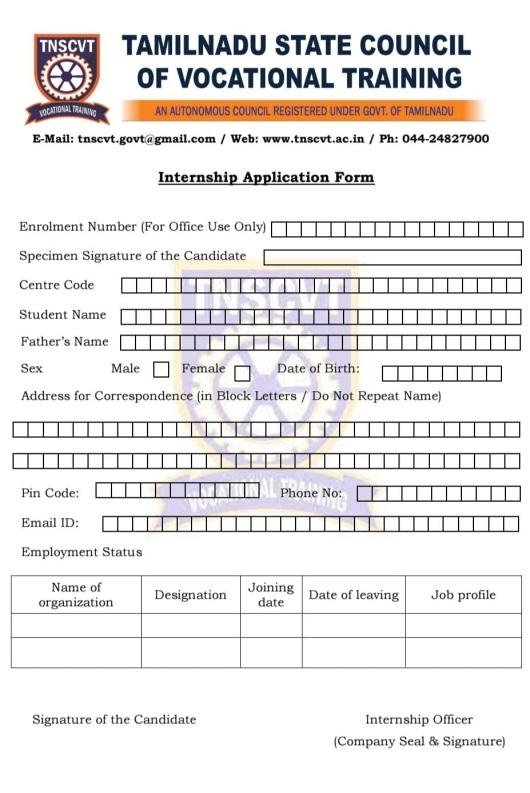 TNSCVT
VOCATIONAL TRAINING
TAMILNADU STATE COUNCIL
OF VOCATIONAL TRAINING
AN AUTONOMOUS COUNCIL REGISTERED UNDER GOVT. OF TAMILNADU
E-Mail: tnscvt.govt@gmail.com / Web: www.tnscvt.ac.in / Ph: 044-24827900
Internship Application Form
Enrolment Number (For Office Use Only)
Specimen Signature of the Candidate
Centre Code
TNSCVT
Student Name
Father's Name
Sex Male Female Date of Birth:
Address for Correspondence (in Block Letters / Do Not Repeat Name)
Pin Code: Phone No:
VOCATIONAL TRAINING
Email ID:
Employment Status
Name of organization Designation Joining date Date of leaving Job profile
Signature of the Candidate Internship Officer
(Company Seal & Signature)